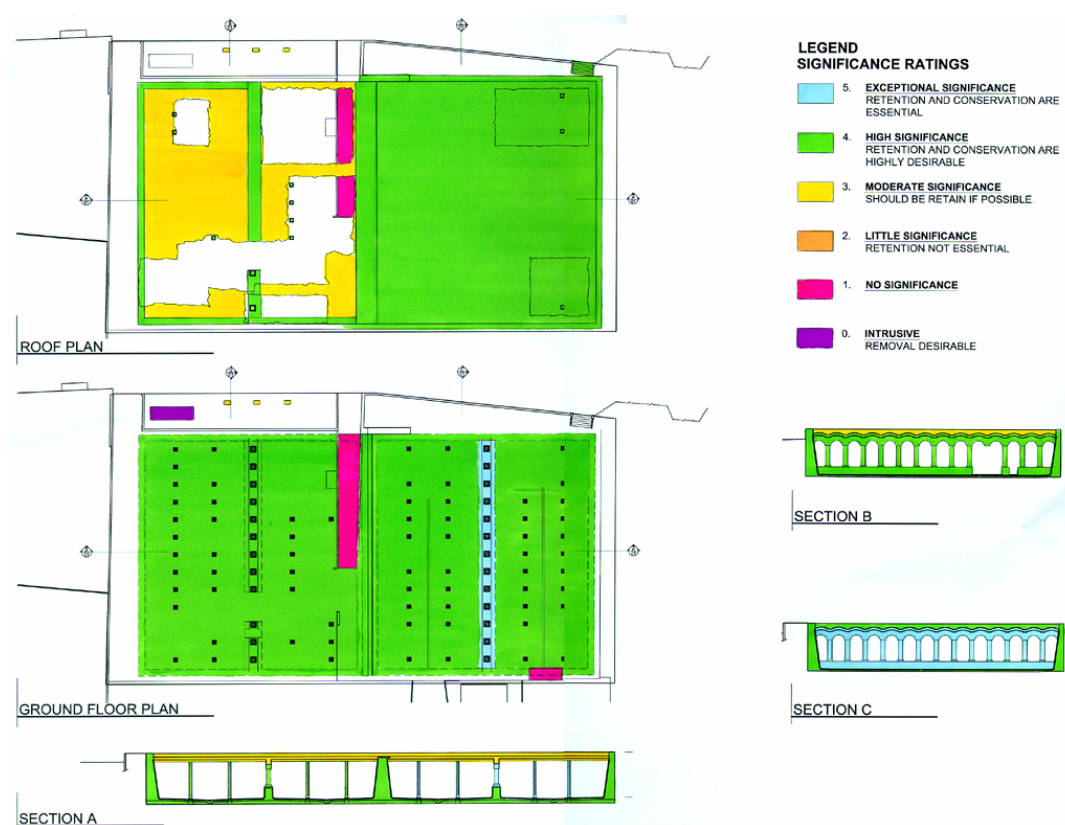 LEGEND
SIGNIFICANCE RATINGS
5. EXCEPTIONAL SIGNIFICANCE
RETENTION AND CONSERVATION ARE
ESSENTIAL
4. HIGH SIGNIFICANCE
RETENTION AND CONSERVATION ARE
HIGHLY DESIRABLE
3. MODERATE SIGNIFICANCE
SHOULD BE RETAIN IF POSSIBLE.
2. LITTLE SIGNIFICANCE
RETENTION NOT ESSENTIAL
1. NO SIGNIFICANCE
0. INTRUSIVE
REMOVAL DESIRABLE
ROOF PLAN
GROUND FLOOR PLAN
SECTION A
SECTION B
SECTION C